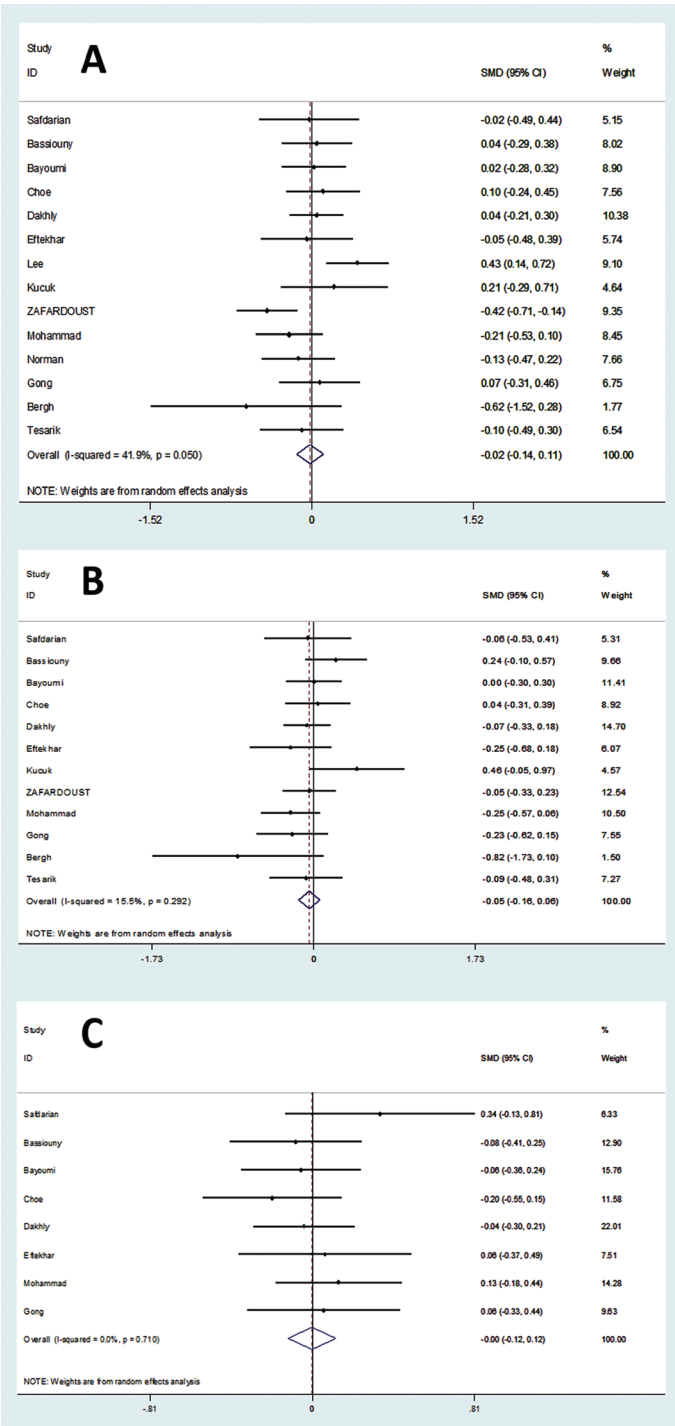 Study %
A
ID SMD (95% CI) Weight
Safdarian -0.02 (-0.49, 0.44) 5.15
Bassiouny 0.04 (-0.29, 0.38) 8.02
Bayoumi 0.02 (-0.28, 0.32) 8.90
Choe 0.10 (-0.24, 0.45) 7.56
Dakhly 0.04 (-0.21, 0.30) 10.38
Eftekhar -0.05 (-0.48, 0.39) 5.74
Lee 0.43 (0.14, 0.72) 9.10
Kucuk 0.21 (-0.29, 0.71) 4.64
ZAFARDOUST -0.42 (-0.71, -0.14) 9.35
Mohammad -0.21 (-0.53, 0.10) 8.45
Norman -0.13 (-0.47, 0.22) 7.66
Gong 0.07 (-0.31, 0.46) 6.75
Bergh -0.62 (-1.52, 0.28) 1.77
Tesarik -0.10 (-0.49, 0.30) 6.54
Overall (I-squared = 41.9%, p = 0.050) -0.02 (-0.14, 0.11) 100.00
NOTE: Weights are from random effects analysis
-1.52 0 1.52
Study %
B
ID SMD (95% CI) Weight
Safdarian -0.06 (-0.53, 0.41) 5.31
Bassiouny 0.24 (-0.10, 0.57) 9.66
Bayoumi 0.00 (-0.30, 0.30) 11.41
Choe 0.04 (-0.31, 0.39) 8.92
Dakhly -0.07 (-0.33, 0.18) 14.70
Eftekhar -0.25 (-0.68, 0.18) 6.07
Kucuk 0.46 (-0.05, 0.97) 4.57
ZAFARDOUST -0.05 (-0.33, 0.23) 12.54
Mohammad -0.25 (-0.57, 0.06) 10.50
Gong -0.23 (-0.62, 0.15) 7.55
Bergh -0.82 (-1.73, 0.10) 1.50
Tesarik -0.09 (-0.48, 0.31) 7.27
Overall (I-squared = 15.5%, p = 0.292) -0.05 (-0.16, 0.06) 100.00
NOTE: Weights are from random effects analysis
-1.73 0 1.73
Study %
C
ID SMD (95% CI) Weight
Safdarian 0.34 (-0.13, 0.81) 6.33
Bassiouny -0.08 (-0.41, 0.25) 12.90
Bayoumi -0.06 (-0.36, 0.24) 15.76
Choe -0.20 (-0.55, 0.15) 11.58
Dakhly -0.04 (-0.30, 0.21) 22.01
Eftekhar 0.06 (-0.37, 0.49) 7.51
Mohammad 0.13 (-0.18, 0.44) 14.28
Gong 0.06 (-0.33, 0.44) 9.63
Overall (I-squared = 0.0%, p = 0.710) -0.00 (-0.12, 0.12) 100.00
NOTE: Weights are from random effects analysis
-.81 0 .81